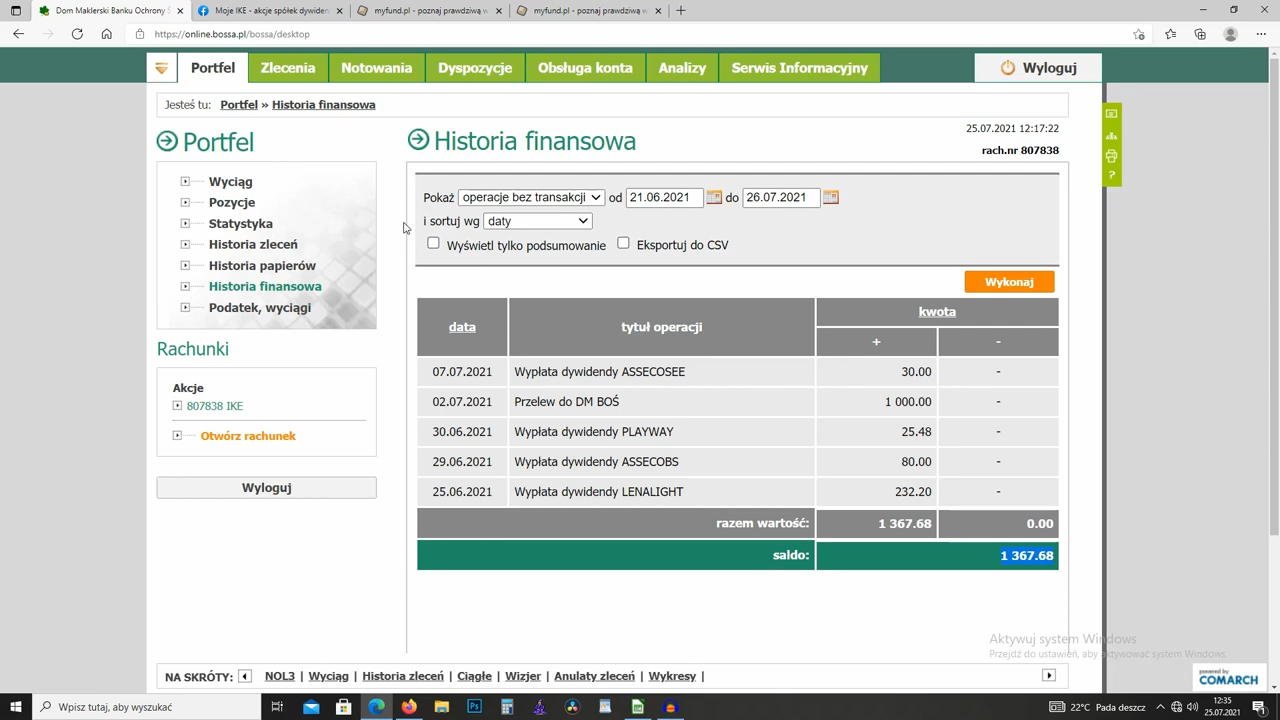 Dom Maklerski Banku Ochrony Ś
Moje IKE - akcje spółek dywiden
myfund.pl - poznaj prawdziwą w
myfund.pl - poznaj prawdziwą w
https://online.bossa.pl/bossa/desktop
Portfel Zlecenia Notowania Dyspozycje Obsługa konta Analizy Serwis Informacyjny Wyloguj
Jesteś tu: Portfel » Historia finansowa
Portfel
Wyciąg
Pozycje
Statystyka
Historia zleceń
Historia papierów
Historia finansowa
Podatek, wyciągi
Rachunki
Akcje
807838 IKE
Otwórz rachunek
Wyloguj
Historia finansowa
25.07.2021 12:17:22
rach.nr 807838
Pokaż operacje bez transakcji od 21.06.2021 do 26.07.2021
i sortuj wg daty
Wyświetl tylko podsumowanie Eksportuj do CSV
Wykonaj
data tytuł operacji kwota
+ -
07.07.2021 Wypłata dywidendy ASSECOSEE 30.00 -
02.07.2021 Przelew do DM BOŚ 1 000.00 -
30.06.2021 Wypłata dywidendy PLAYWAY 25.48 -
29.06.2021 Wypłata dywidendy ASSECOBS 80.00 -
25.06.2021 Wypłata dywidendy LENALIGHT 232.20 -
razem wartość: 1 367.68 0.00
saldo: 1 367.68
Aktywuj system Windows
Przejdź do ustawień, aby aktywować system Windows.
NA SKRÓTY: NOL3 | Wyciąg | Historia zleceń | Ciągłe | Wizjer | Anulaty zleceń | Wykresy |
powered by
COMARCH
Wpisz tutaj, aby wyszukać
22°C Pada deszcz
12:35
25.07.2021